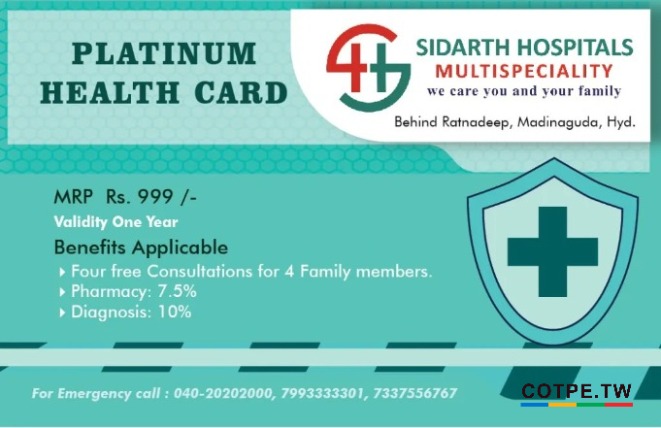 PLATINUM
HEALTH CARD
SIDARTH HOSPITALS
MULTISPECIALITY
we care you and your family
Behind Ratnadeep, Madinaguda, Hyd.
MRP Rs. 999 /-
Validity One Year
Benefits Applicable
Four free Consultations for 4 Family members.
Pharmacy: 7.5%
Diagnosis: 10%
For Emergency call : 040-20202000, 7993333301, 7337556767
COTPE.TW